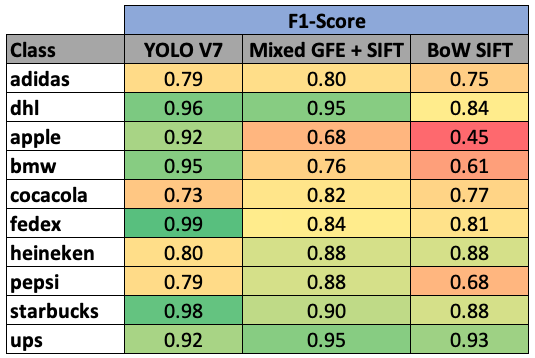 F1-Score
Class YOLO V7 Mixed GFE + SIFT BoW SIFT
adidas 0.79 0.80 0.75
dhl 0.96 0.95 0.84
apple 0.92 0.68 0.45
bmw 0.95 0.76 0.61
cocacola 0.73 0.82 0.77
fedex 0.99 0.84 0.81
heineken 0.80 0.88 0.88
pepsi 0.79 0.88 0.68
starbucks 0.98 0.90 0.88
ups 0.92 0.95 0.93